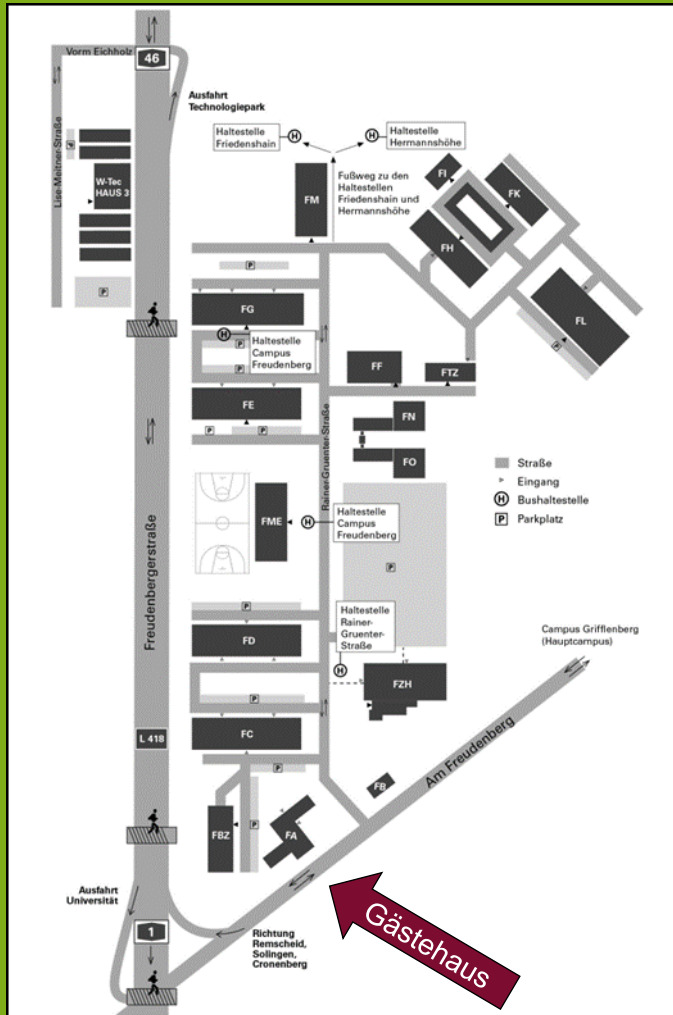 Vorm Eichholz
46
Ausfahrt
Technologiepark
Lise-Meitner-Straße
P
W-Tec
HAUS 3
P
Haltestelle
Friedenshain
H
H
Haltestelle
Hermannshöhe
Fußweg zu den
Haltestellen
Friedenshain und
Hermannshöhe
FM
FI
FK
FH
FL
P
P
FG
H
Haltestelle
Campus
Freudenberg
P
P
FF
FTZ
FE
P
P
FN
FO
Rainer-Gruenter-Straße
Straße
Eingang
H
Bushaltestelle
P
Parkplatz
FME
H
Haltestelle
Campus
Freudenberg
P
Freudenbergerstraße
P
FD
Haltestelle
Rainer-
Gruenter-
Straße
H
Campus Grifflenberg
(Hauptcampus)
FZH
P
FC
L 418
P
Am Freudenberg
FB
FBZ
P
FA
Ausfahrt
Universität
1
Richtung
Remscheid,
Solingen,
Cronenberg
Gästehaus